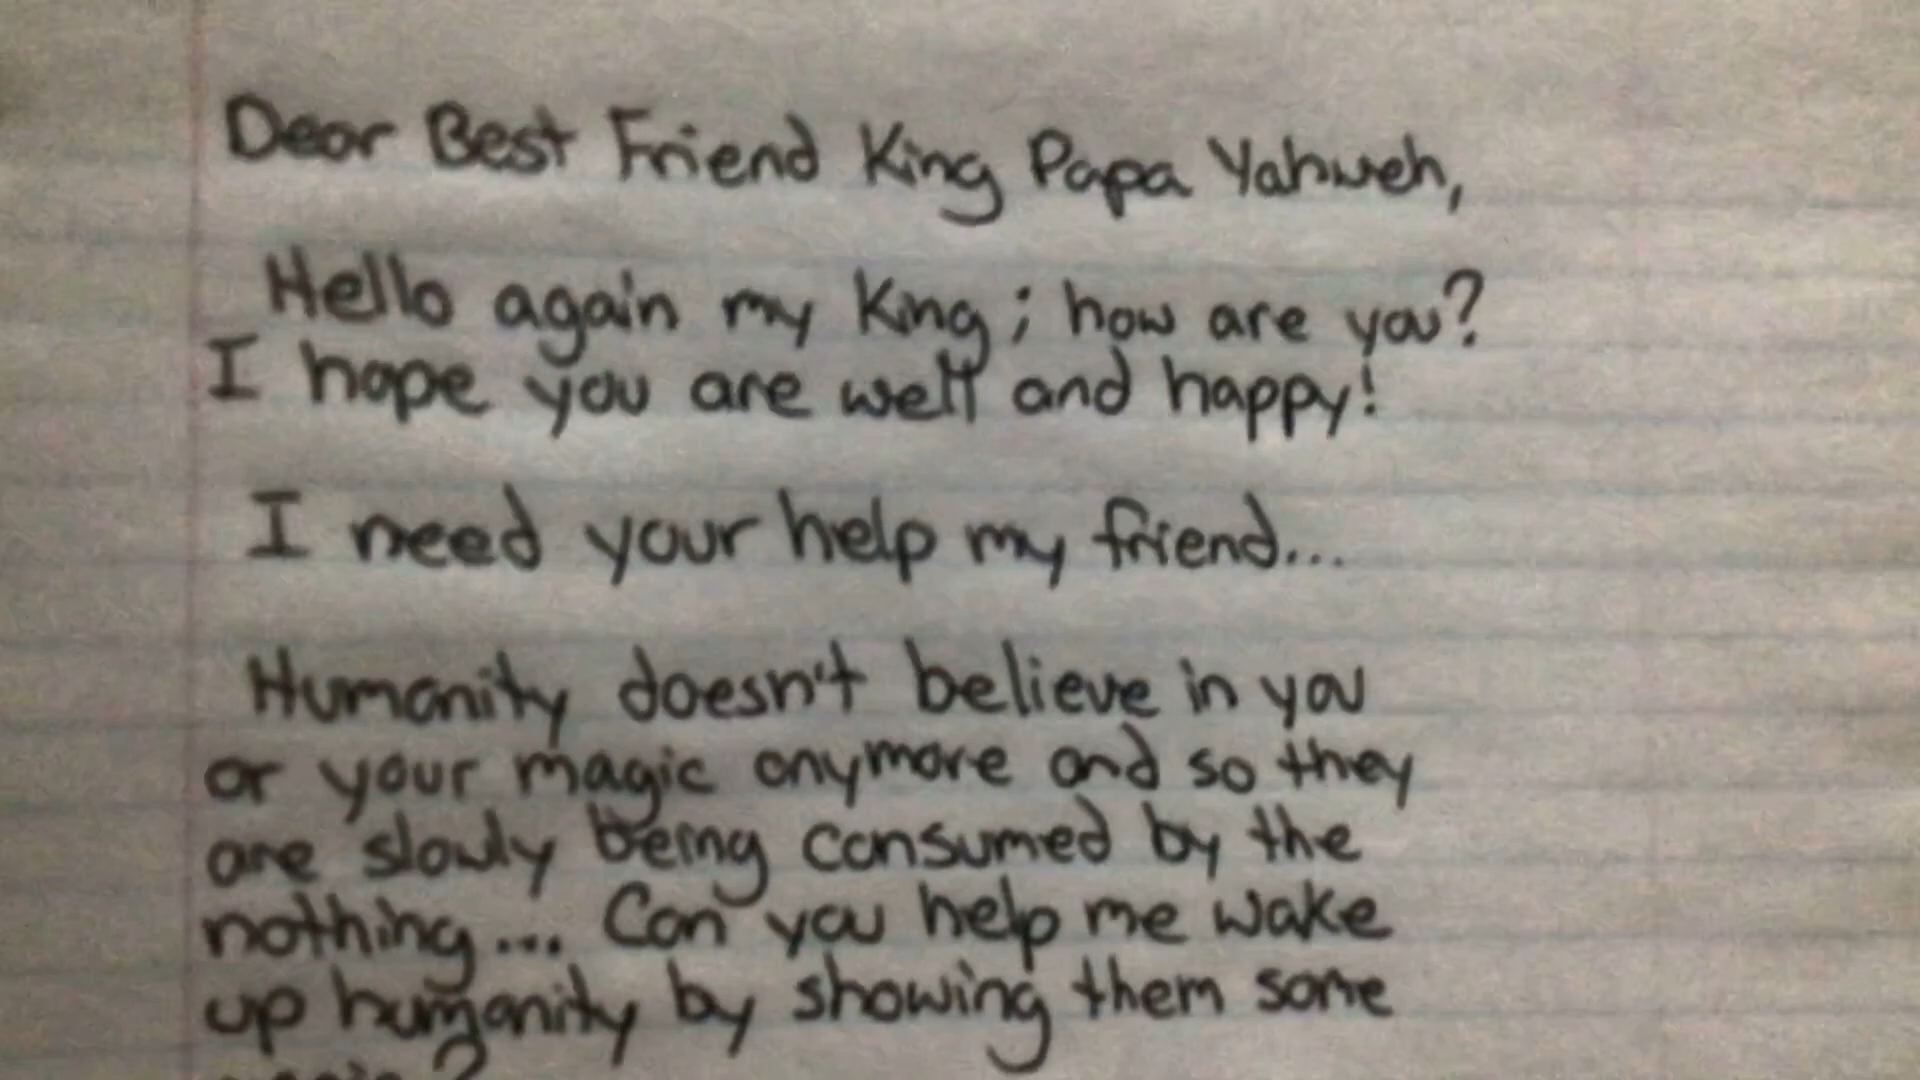 Dear Best Friend King Papa Yahweh,
Hello again my King; how are you?
I hope you are well and happy!
I need your help my friend...
Humanity doesn't believe in you
or your magic anymore and so they
are slowly being consumed by the
nothing... Can you help me wake
up humanity by showing them some